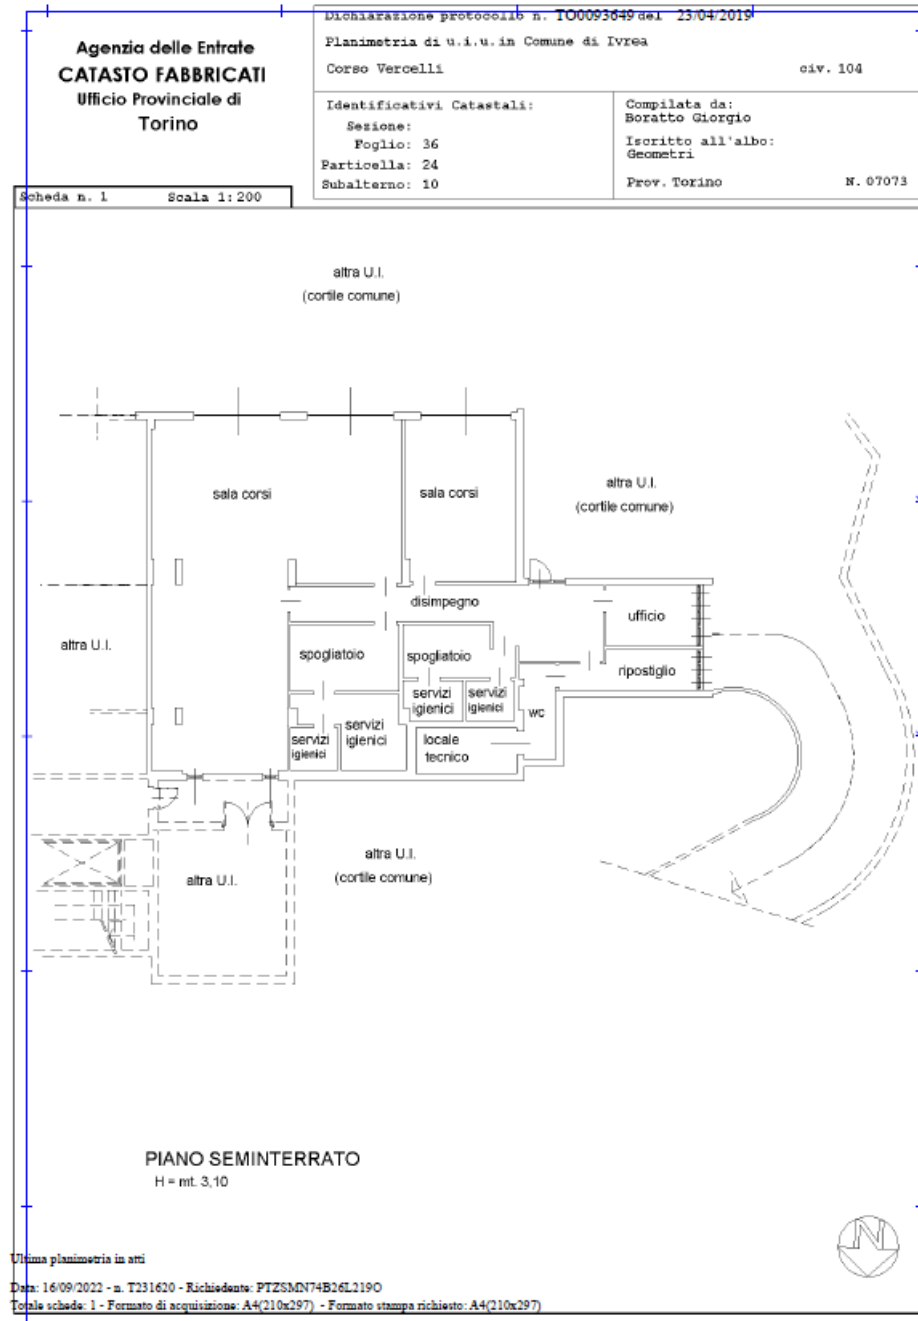 Agenzia delle Entrate
CATASTO FABBRICATI
Ufficio Provinciale di
Torino
Dichiarazione protocollo n. TO0093649 del 23/04/2019
Planimetria di u.i.u. in Comune di Ivrea
Corso Vercelli civ. 104
Identificativi Catastali:
Sezione:
Foglio: 36
Particella: 24
Subalterno: 10
Compilata da:
Boratto Giorgio
Iscritto all'albo:
Geometri
Prov. Torino N. 07073
Scheda n. 1 Scala 1:200
altra U.I.
(cortile comune)
sala corsi
sala corsi
altra U.I.
(cortile comune)
disimpegno
ufficio
altra U.I.
spogliatoio
spogliatoio
ripostiglio
servizi
igienici
servizi
igienici
wc
servizi
igienici
servizi
igienici
locale
tecnico
altra U.I.
(cortile comune)
altra U.I.
PIANO SEMINTERRATO
H = mt. 3,10
N
Ultima planimetria in atti
Data: 16/09/2022 - n. T231620 - Richiedente: PTZSMN74B26L219O
Totale schede: 1 - Formato di acquisizione: A4(210x297) - Formato stampa richiesto: A4(210x297)